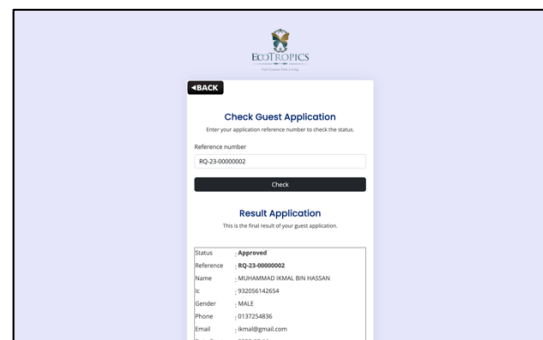 ECOTROPICS
◄BACK
Check Guest Application
Enter your application reference number to check the status.
Reference number
RQ-23-00000002
Check
Result Application
This is the final result of your guest application.
Status : Approved
Reference : RQ-23-00000002
Name : MUHAMMAD IKMAL BIN HASSAN
Ic : 932056142654
Gender : MALE
Phone : 0137254836
Email : ikmal@gmail.com